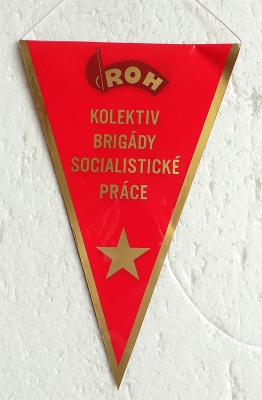 ROH
KOLEKTIV
BRIGÁDY
SOCIALISTICKÉ
PRÁCE